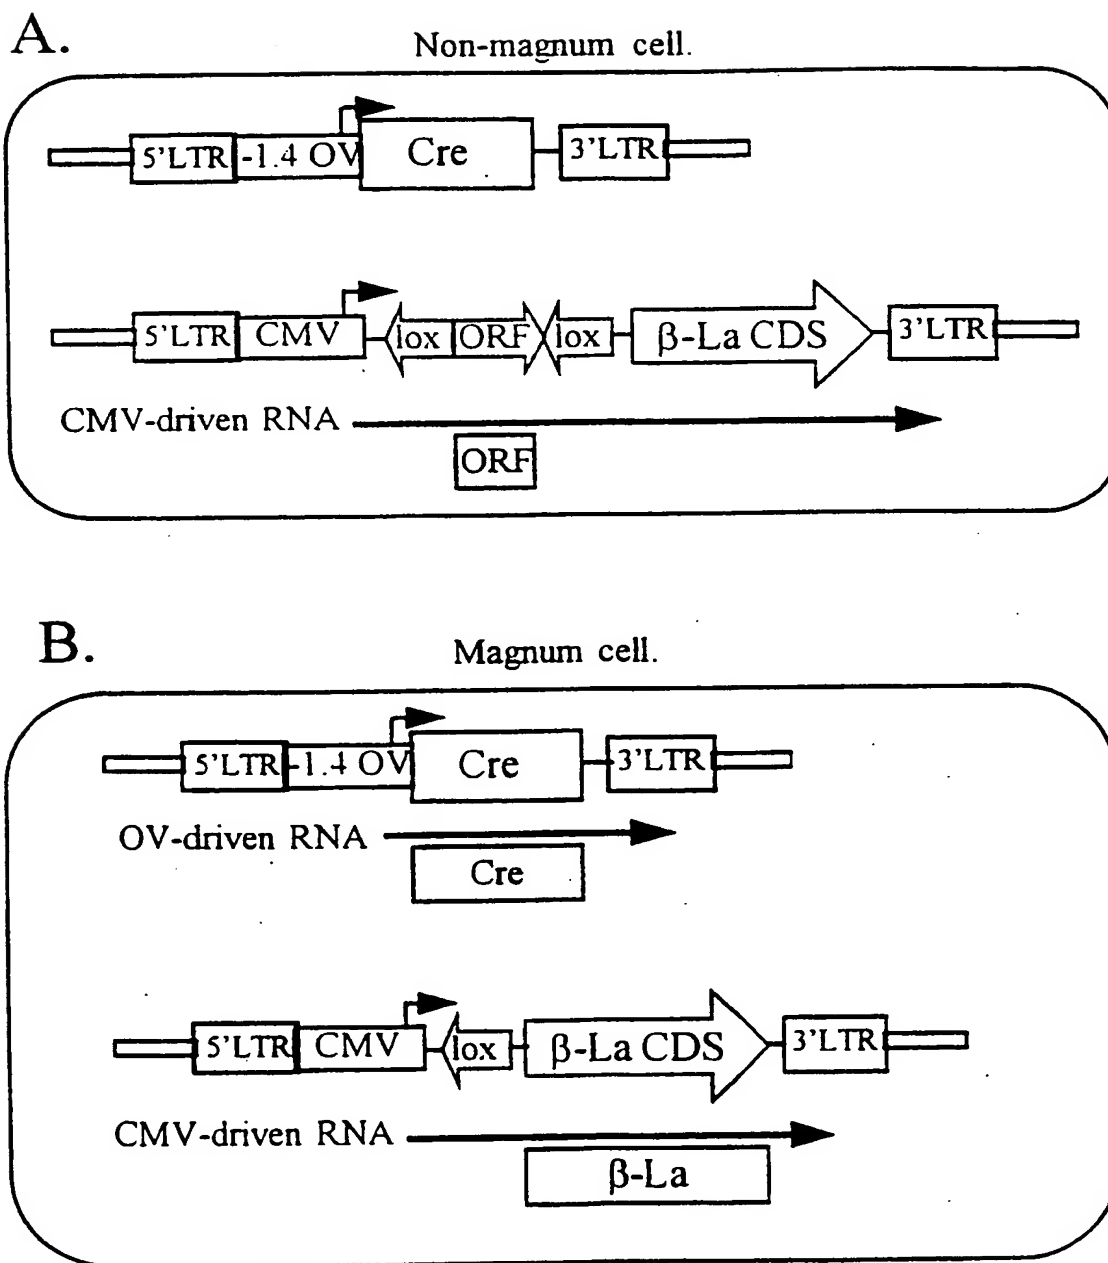 A.
Non-magnum cell.
5'LTR -1.4 OV Cre 3'LTR
5'LTR CMV lox ORF lox β-La CDS 3'LTR
CMV-driven RNA
ORF
B.
Magnum cell.
5'LTR -1.4 OV Cre 3'LTR
OV-driven RNA
Cre
5'LTR CMV lox β-La CDS 3'LTR
CMV-driven RNA
β-La